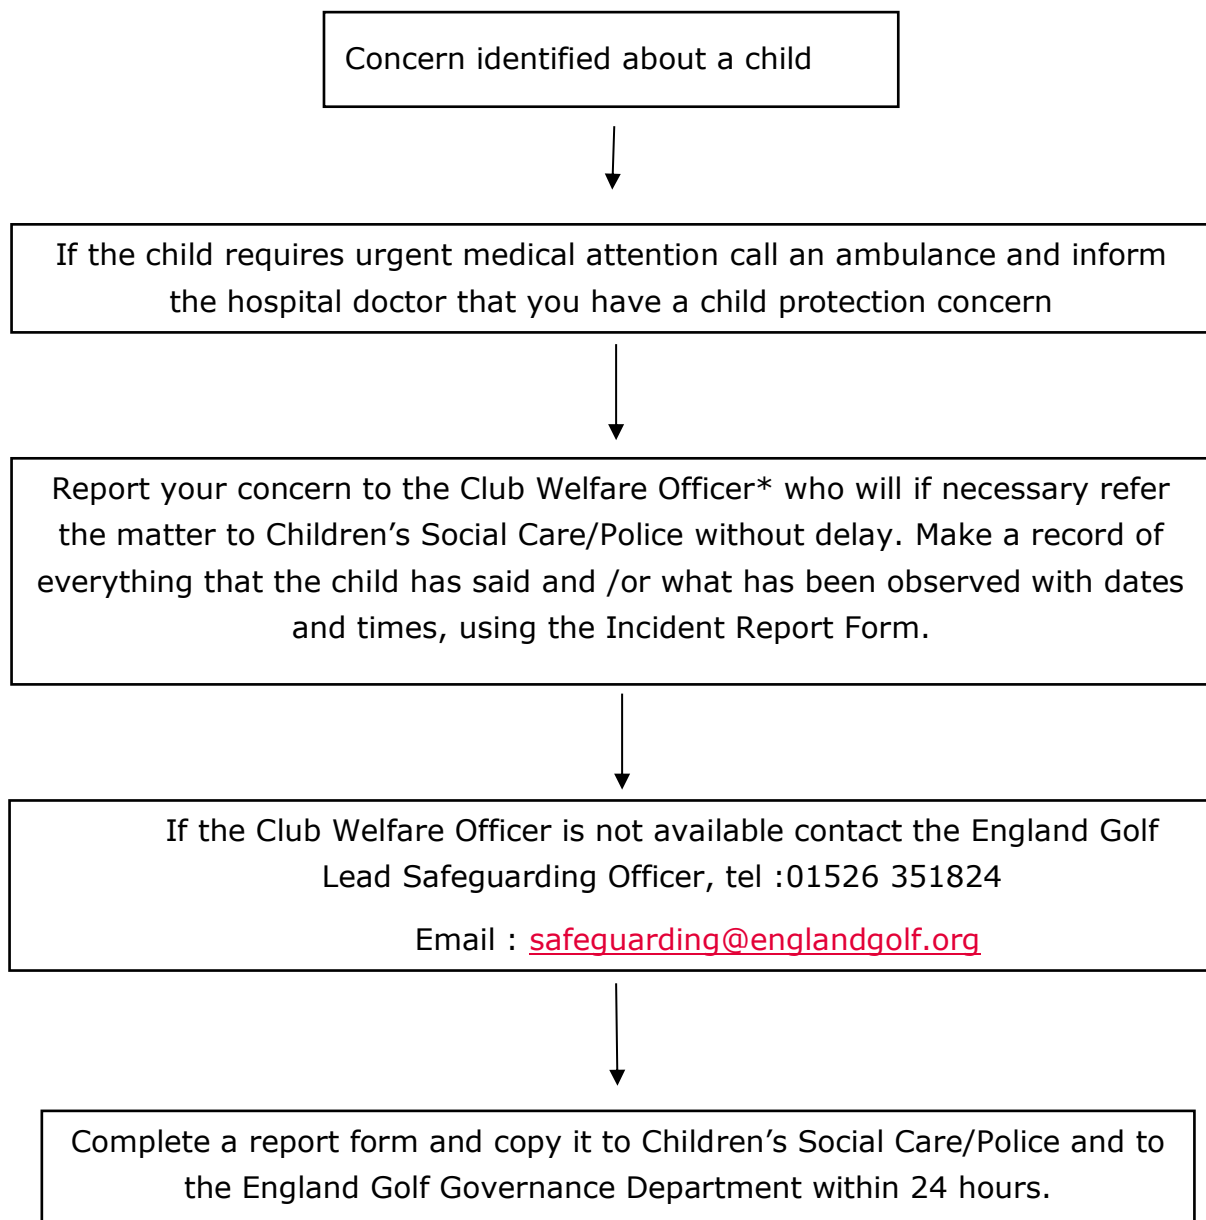 Concern identified about a child
If the child requires urgent medical attention call an ambulance and inform
the hospital doctor that you have a child protection concern
Report your concern to the Club Welfare Officer* who will if necessary refer
the matter to Children’s Social Care/Police without delay. Make a record of
everything that the child has said and /or what has been observed with dates
and times, using the Incident Report Form.
If the Club Welfare Officer is not available contact the England Golf
Lead Safeguarding Officer, tel :01526 351824
Email : safeguarding@englandgolf.org
Complete a report form and copy it to Children’s Social Care/Police and to
the England Golf Governance Department within 24 hours.